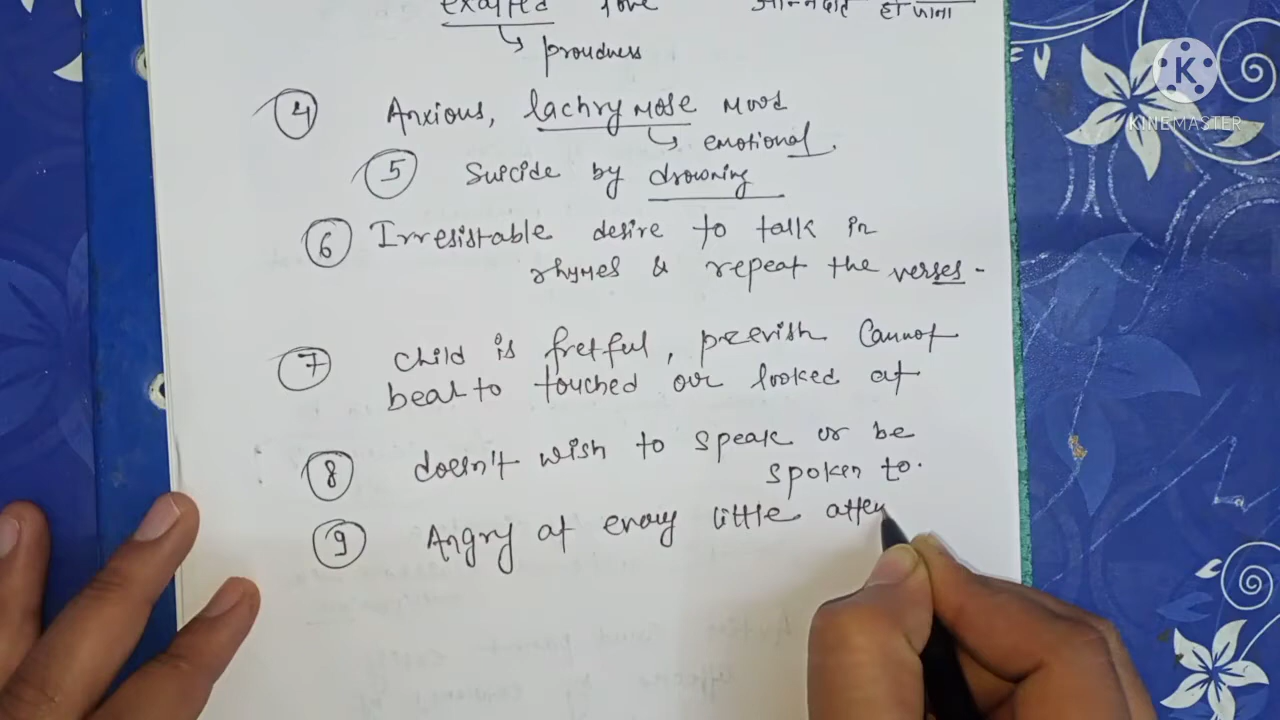 exalted love
→ proudness
④ Anxious, lachrymose mood
→ emotional.
⑤ Suicide by drowning
⑥ Irresistable desire to talk in
rhymes & repeat the verses -
⑦ Child is fretful, peevish Cannot
bear to touched our looked at
⑧ doesn't wish to speak or be
spoken to.
⑨ Angry at every little atten
K
KINEMASTER